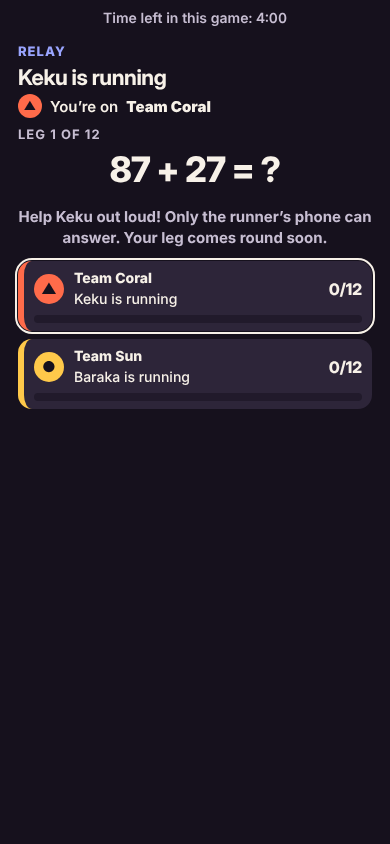 Time left in this game: 4:00
RELAY
Keku is running
You’re on Team Coral
LEG 1 OF 12
87 + 27 = ?
Help Keku out loud! Only the runner’s phone can
answer. Your leg comes round soon.
Team Coral
Keku is running
0/12
Team Sun
Baraka is running
0/12